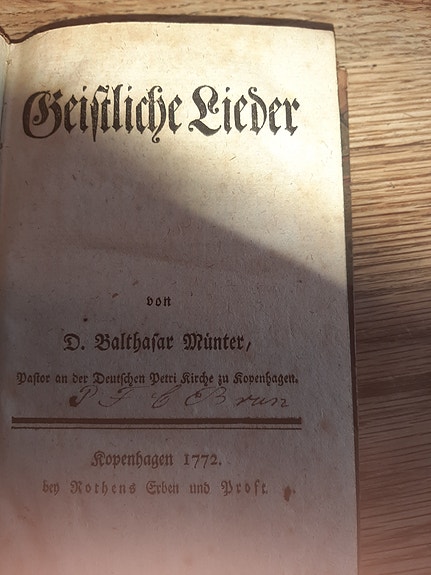 Geiſtliche Lieder
von
D. Balthaſar Münter,
Paſtor an der Deutſchen Petri Kirche zu Kopenhagen.
P F C Brun
Kopenhagen 1772.
bey Rothens Erben und Proft.